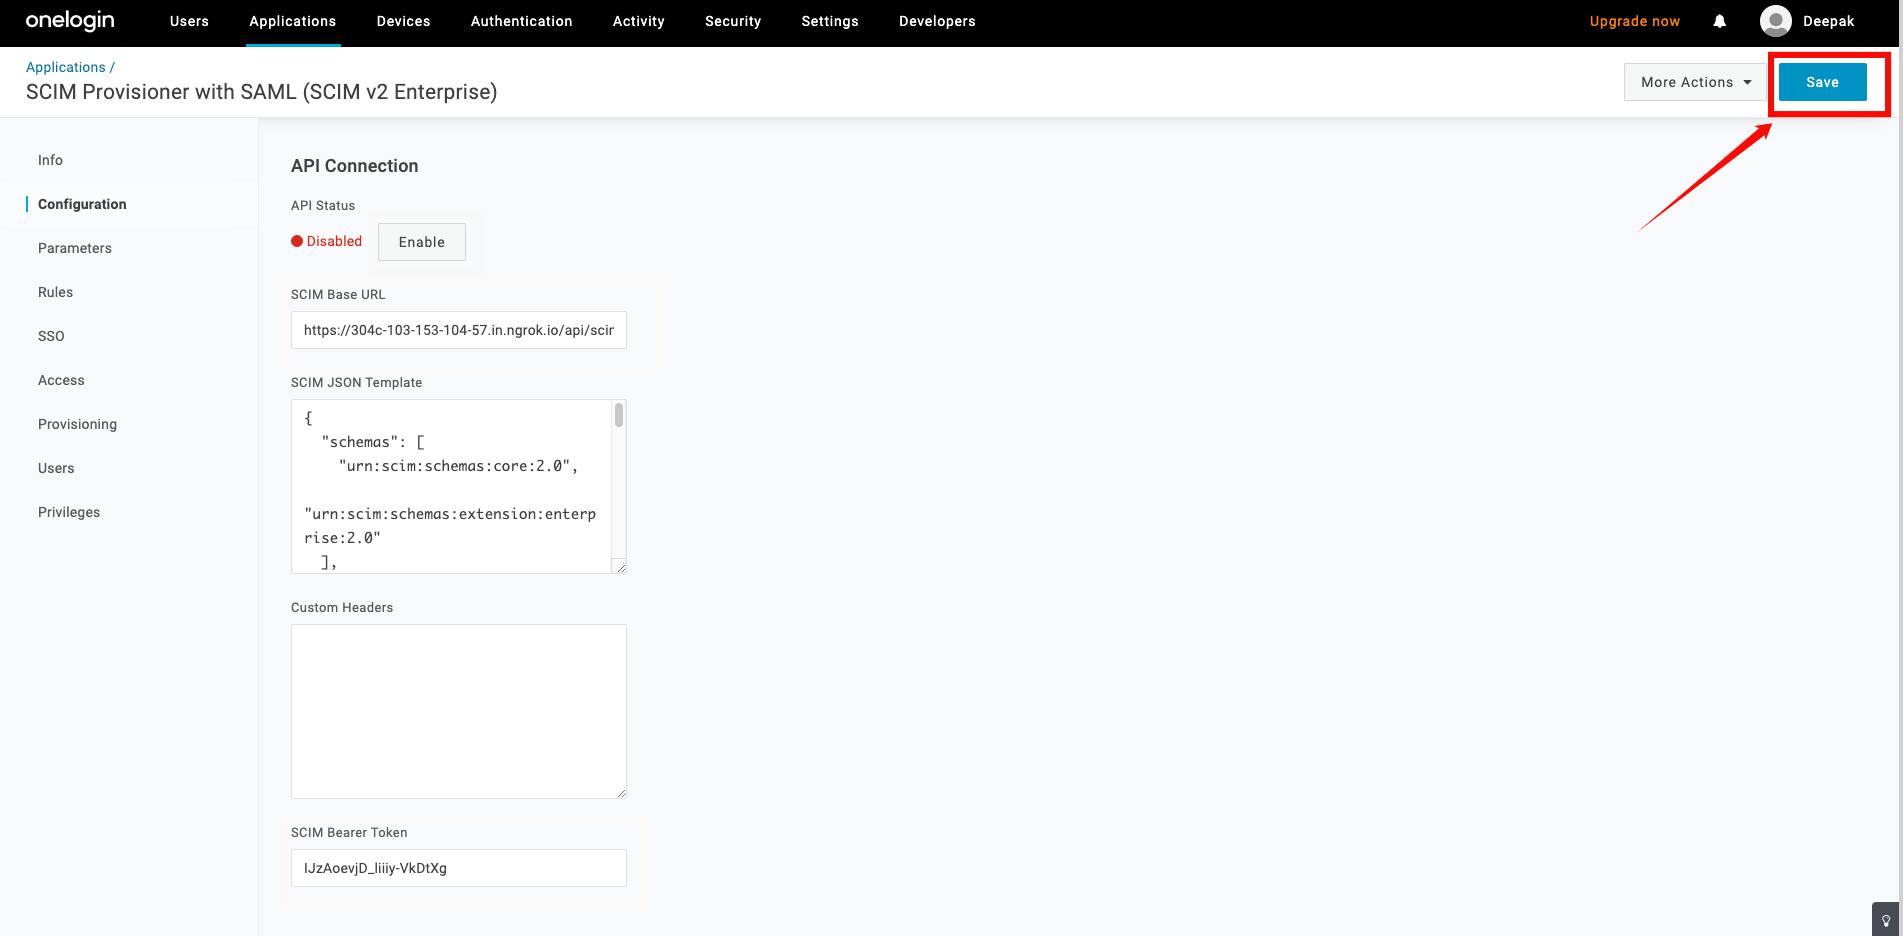 onelogin
Users
Applications
Devices
Authentication
Activity
Security
Settings
Developers
Upgrade now
Deepak
Applications /
SCIM Provisioner with SAML (SCIM v2 Enterprise)
More Actions
Save
Info
Configuration
Parameters
Rules
SSO
Access
Provisioning
Users
Privileges
API Connection
API Status
Disabled
Enable
SCIM Base URL
https://304c-103-153-104-57.in.ngrok.io/api/scir
SCIM JSON Template
{
"schemas": [
"urn:scim:schemas:core:2.0",
"urn:scim:schemas:extension:enterp
rise:2.0"
],
Custom Headers
SCIM Bearer Token
IJzAoevjD_liiiy-VkDtXg